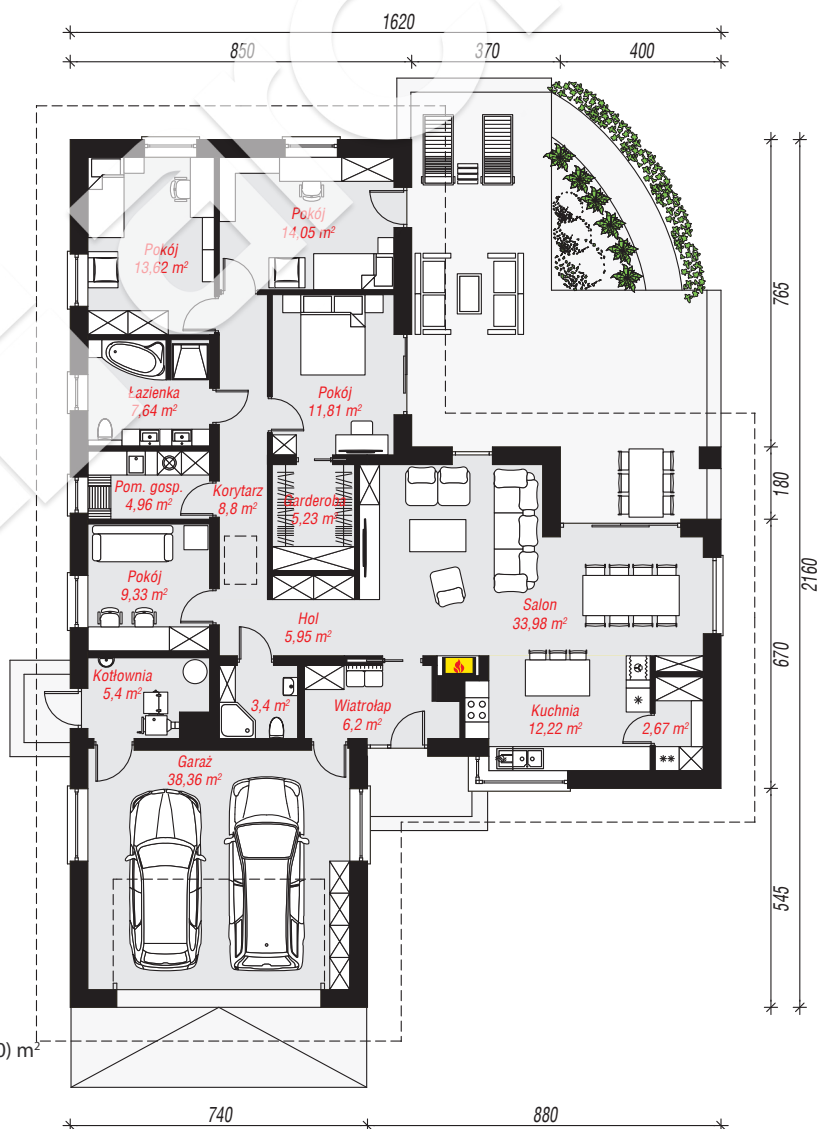 1620
850
370
400
Pokój
14,05 m²
Pokój
13,62 m²
765
Łazienka
7,64 m²
Pokój
11,81 m²
Pom. gosp.
4,96 m²
Korytarz
8,8 m²
Garderoba
5,23 m²
180
2160
Pokój
9,33 m²
Hol
5,95 m²
Salon
33,98 m²
670
Kotłownia
5,4 m²
3,4 m²
Wiatrołap
6,2 m²
Kuchnia
12,22 m²
2,67 m²
Garaż
38,36 m²
545
0) m²
740
880